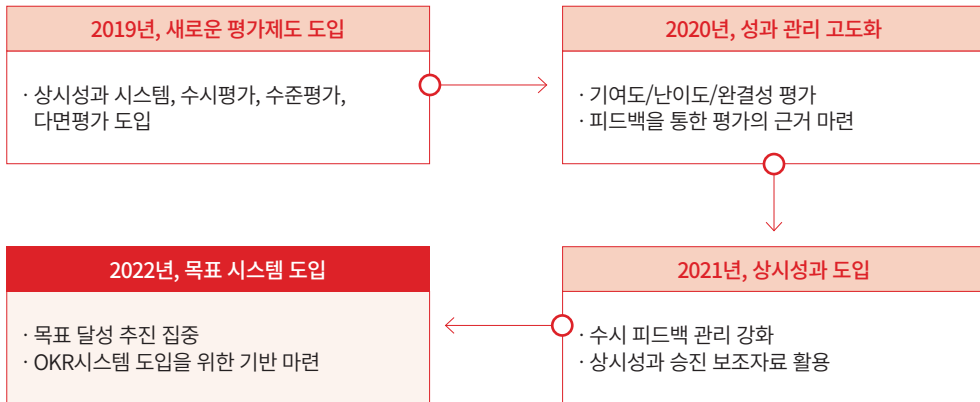 2019년, 새로운 평가제도 도입
· 상시성과 시스템, 수시평가, 수준평가,
다면평가 도입
2020년, 성과 관리 고도화
· 기여도/난이도/완결성 평가
· 피드백을 통한 평가의 근거 마련
2021년, 상시성과 도입
· 수시 피드백 관리 강화
· 상시성과 승진 보조자료 활용
2022년, 목표 시스템 도입
· 목표 달성 추진 집중
· OKR시스템 도입을 위한 기반 마련